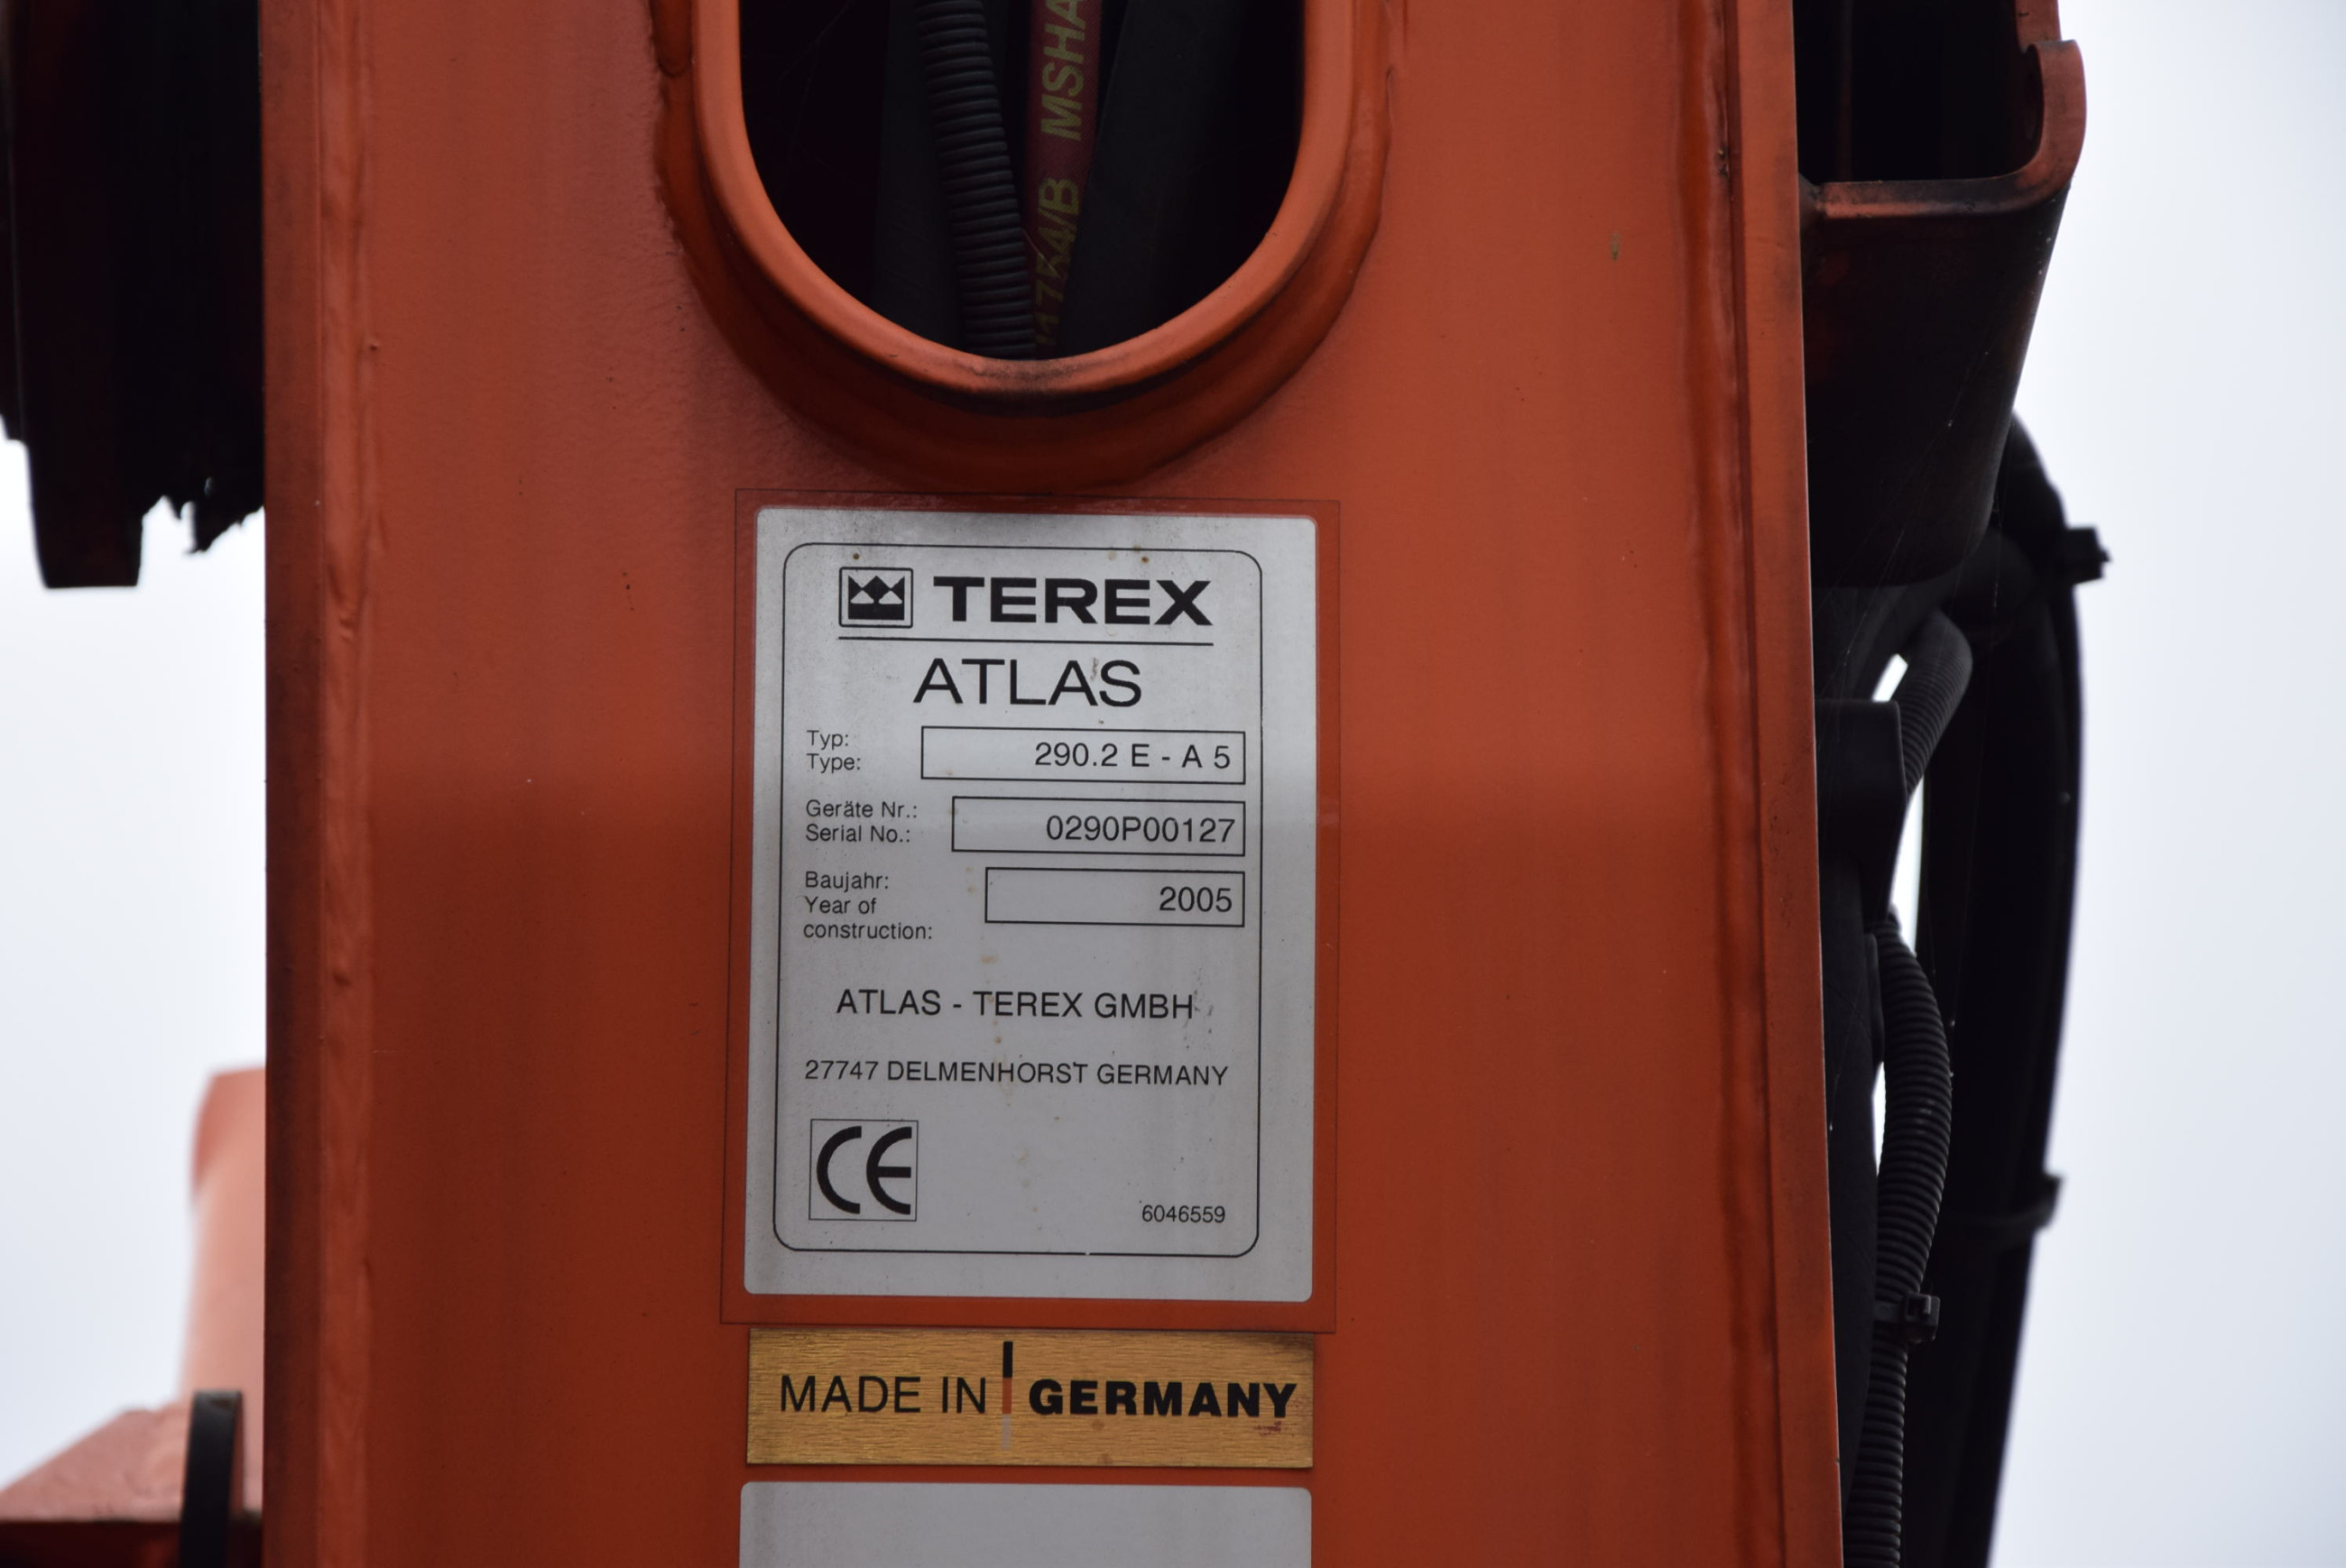 MSHA
1754/B
TEREX
ATLAS
Typ:
Type:
290.2 E - A 5
Geräte Nr.:
Serial No.:
0290P00127
Baujahr:
Year of
construction:
2005
ATLAS - TEREX GMBH
27747 DELMENHORST GERMANY
CE
6046559
MADE IN GERMANY